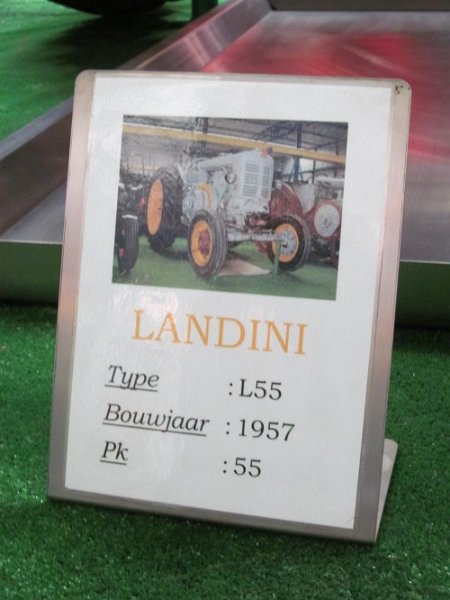 LANDINI
Type : L55
Bouwjaar : 1957
Pk : 55